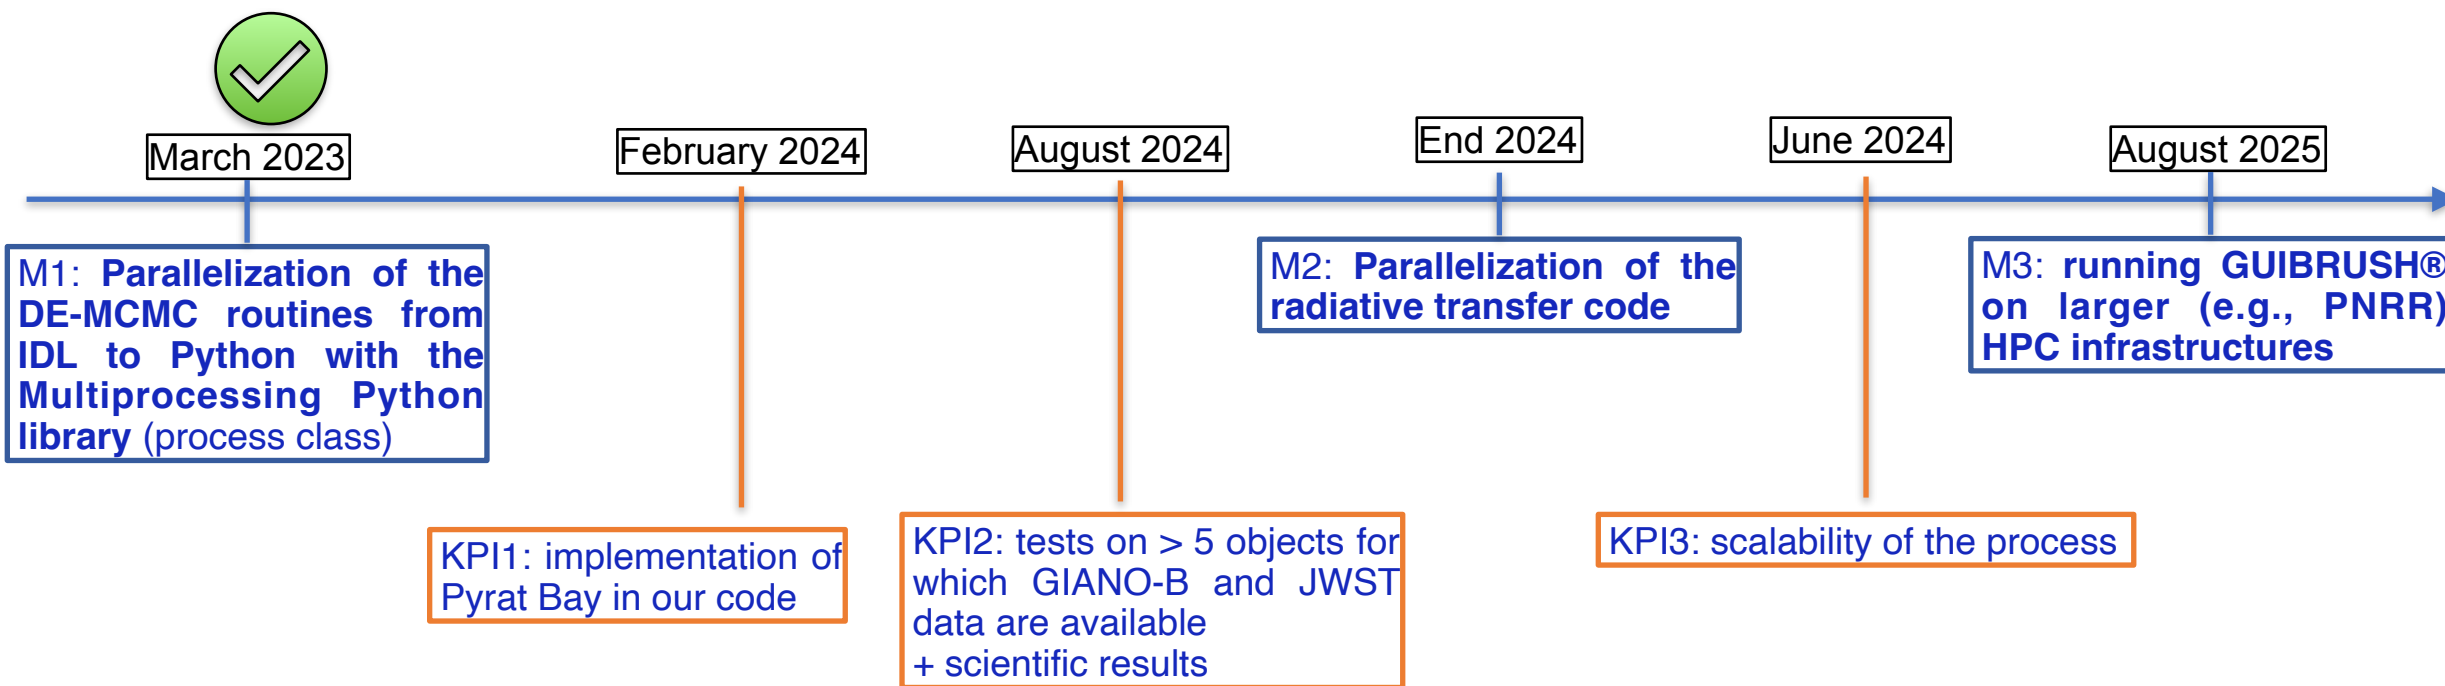 March 2023
February 2024
August 2024
End 2024
June 2024
August 2025
M1: Parallelization of the
DE-MCMC routines from
IDL to Python with the
Multiprocessing Python
library (process class)
M2: Parallelization of the
radiative transfer code
M3: running GUIBRUSH®
on larger (e.g., PNRR)
HPC infrastructures
KPI1: implementation of
Pyrat Bay in our code
KPI2: tests on > 5 objects for
which GIANO-B and JWST
data are available
+ scientific results
KPI3: scalability of the process